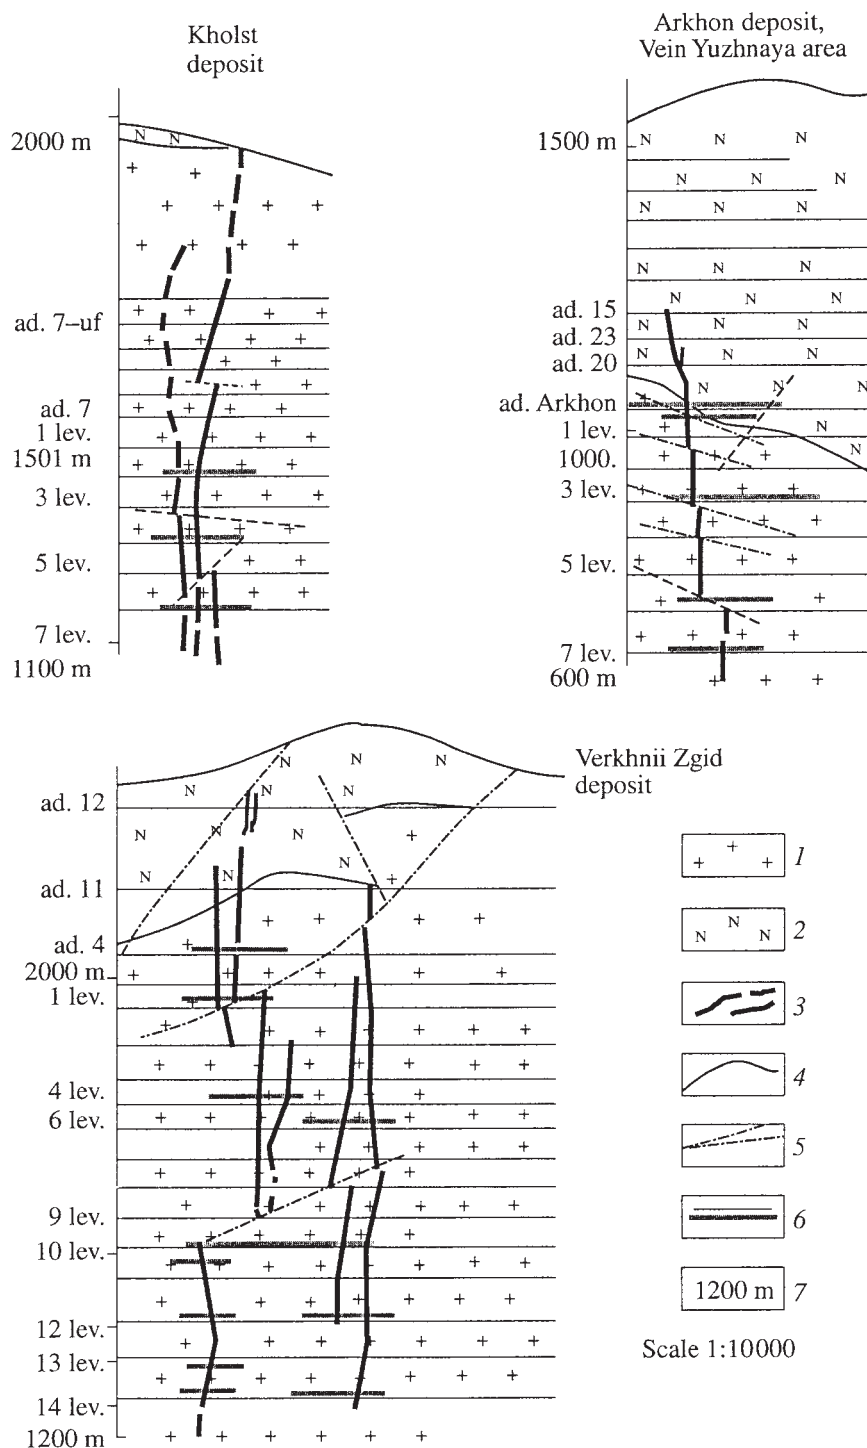 Kholst
deposit
2000 m
N N
ad. 7–uf
ad. 7
1 lev.
1501 m
3 lev.
5 lev.
7 lev.
1100 m
Arkhon deposit,
Vein Yuzhnaya area
1500 m
N N N
N N N
N N N
N N N
N N N
ad. 15
N N N
ad. 23
N N N
ad. 20
N N N
ad. Arkhon
N
1 lev.
1000.
3 lev.
5 lev.
7 lev.
600 m
Verkhnii Zgid
deposit
N N N
N N
ad. 12
N N N
N N N
ad. 11
ad. 4
2000 m
1 lev.
4 lev.
6 lev.
9 lev.
10 lev.
12 lev.
13 lev.
14 lev.
1200 m
1
N N N 2
3
4
5
6
1200 m 7
Scale 1:10000